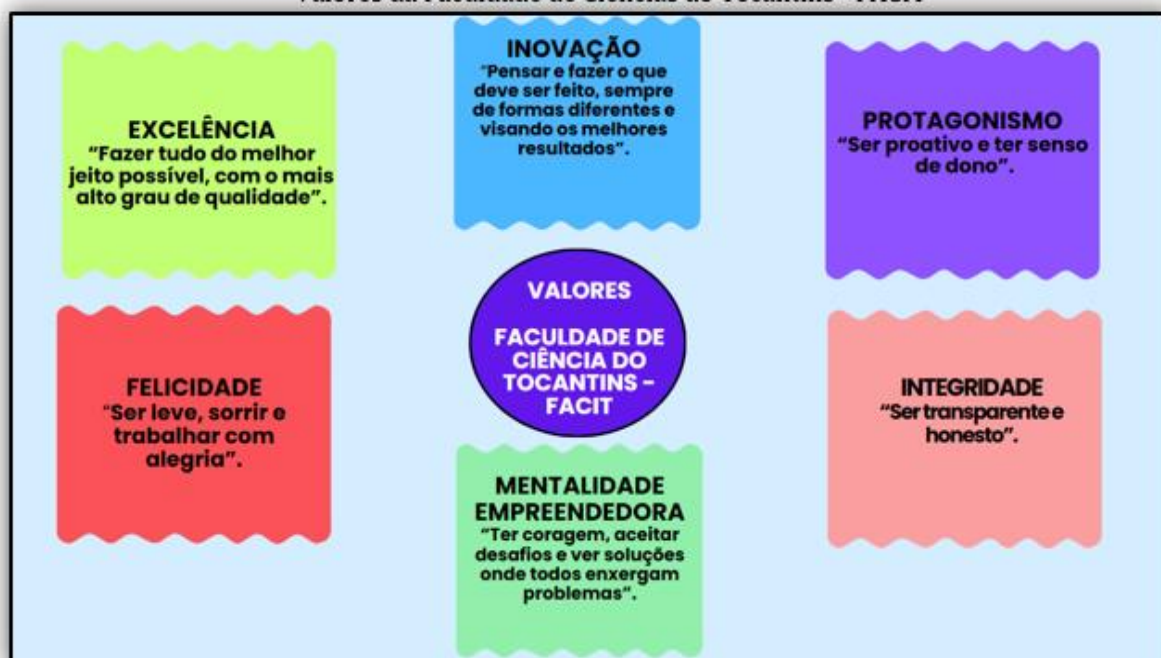 EXCELÊNCIA
“Fazer tudo do melhor
jeito possível, com o mais
alto grau de qualidade”.
INOVAÇÃO
“Pensar e fazer o que
deve ser feito, sempre
de formas diferentes e
visando os melhores
resultados”.
PROTAGONISMO
“Ser proativo e ter senso
de dono”.
VALORES
FACULDADE DE
CIÊNCIA DO
TOCANTINS -
FACIT
FELICIDADE
“Ser leve, sorrir e
trabalhar com
alegria”.
MENTALIDADE
EMPREENDEDORA
“Ter coragem, aceitar
desafios e ver soluções
onde todos enxergam
problemas”.
INTEGRIDADE
“Ser transparente e
honesto”.